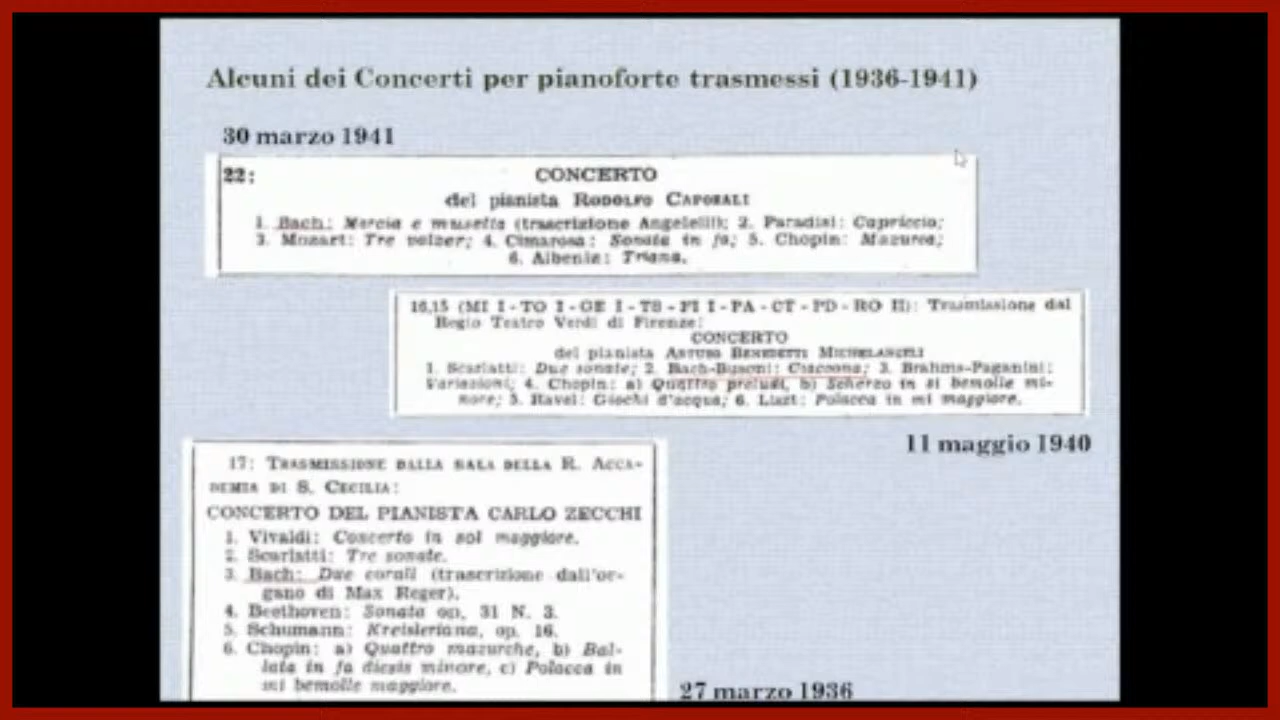 Alcuni dei Concerti per pianoforte trasmessi (1936-1941)
30 marzo 1941
22: CONCERTO
del pianista RODOLFO CAPORALI
1. Bach: Marcia e musetta (trascrizione Angelelli); 2. Paradisi: Capriccio;
3. Mozart: Tre valzer; 4. Cimarosa: Sonata in fa; 5. Chopin: Mazurca;
6. Albeniz: Triana.
16,15 (MI I - TO I - GE I - TS - FI I - PA - CT - PD - RO II): Trasmissione dal
Regio Teatro Verdi di Firenze:
CONCERTO
del pianista ARTURO BENEDETTI MICHELANGELI
1. Scarlatti: Due sonate; 2. Bach-Busoni: Ciaccona; 3. Brahms-Paganini:
Variazioni; 4. Chopin: a) Quattro preludi, b) Scherzo in si bemolle mi-
nore; 5. Ravel: Giochi d'acqua; 6. Liszt: Polacca in mi maggiore.
11 maggio 1940
17: TRASMISSIONE DALLA SALA DELLA R. ACCA-
DEMIA DI S. CECILIA:
CONCERTO DEL PIANISTA CARLO ZECCHI
1. Vivaldi: Concerto in sol maggiore.
2. Scarlatti: Tre sonate.
3. Bach: Due corali (trascrizione dall'or-
gano di Max Reger).
4. Beethoven: Sonata op. 31 N. 3.
5. Schumann: Kreisleriana, op. 16.
6. Chopin: a) Quattro mazurche, b) Bal-
lata in fa diesis minore, c) Polacca in
mi bemolle maggiore.
27 marzo 1936